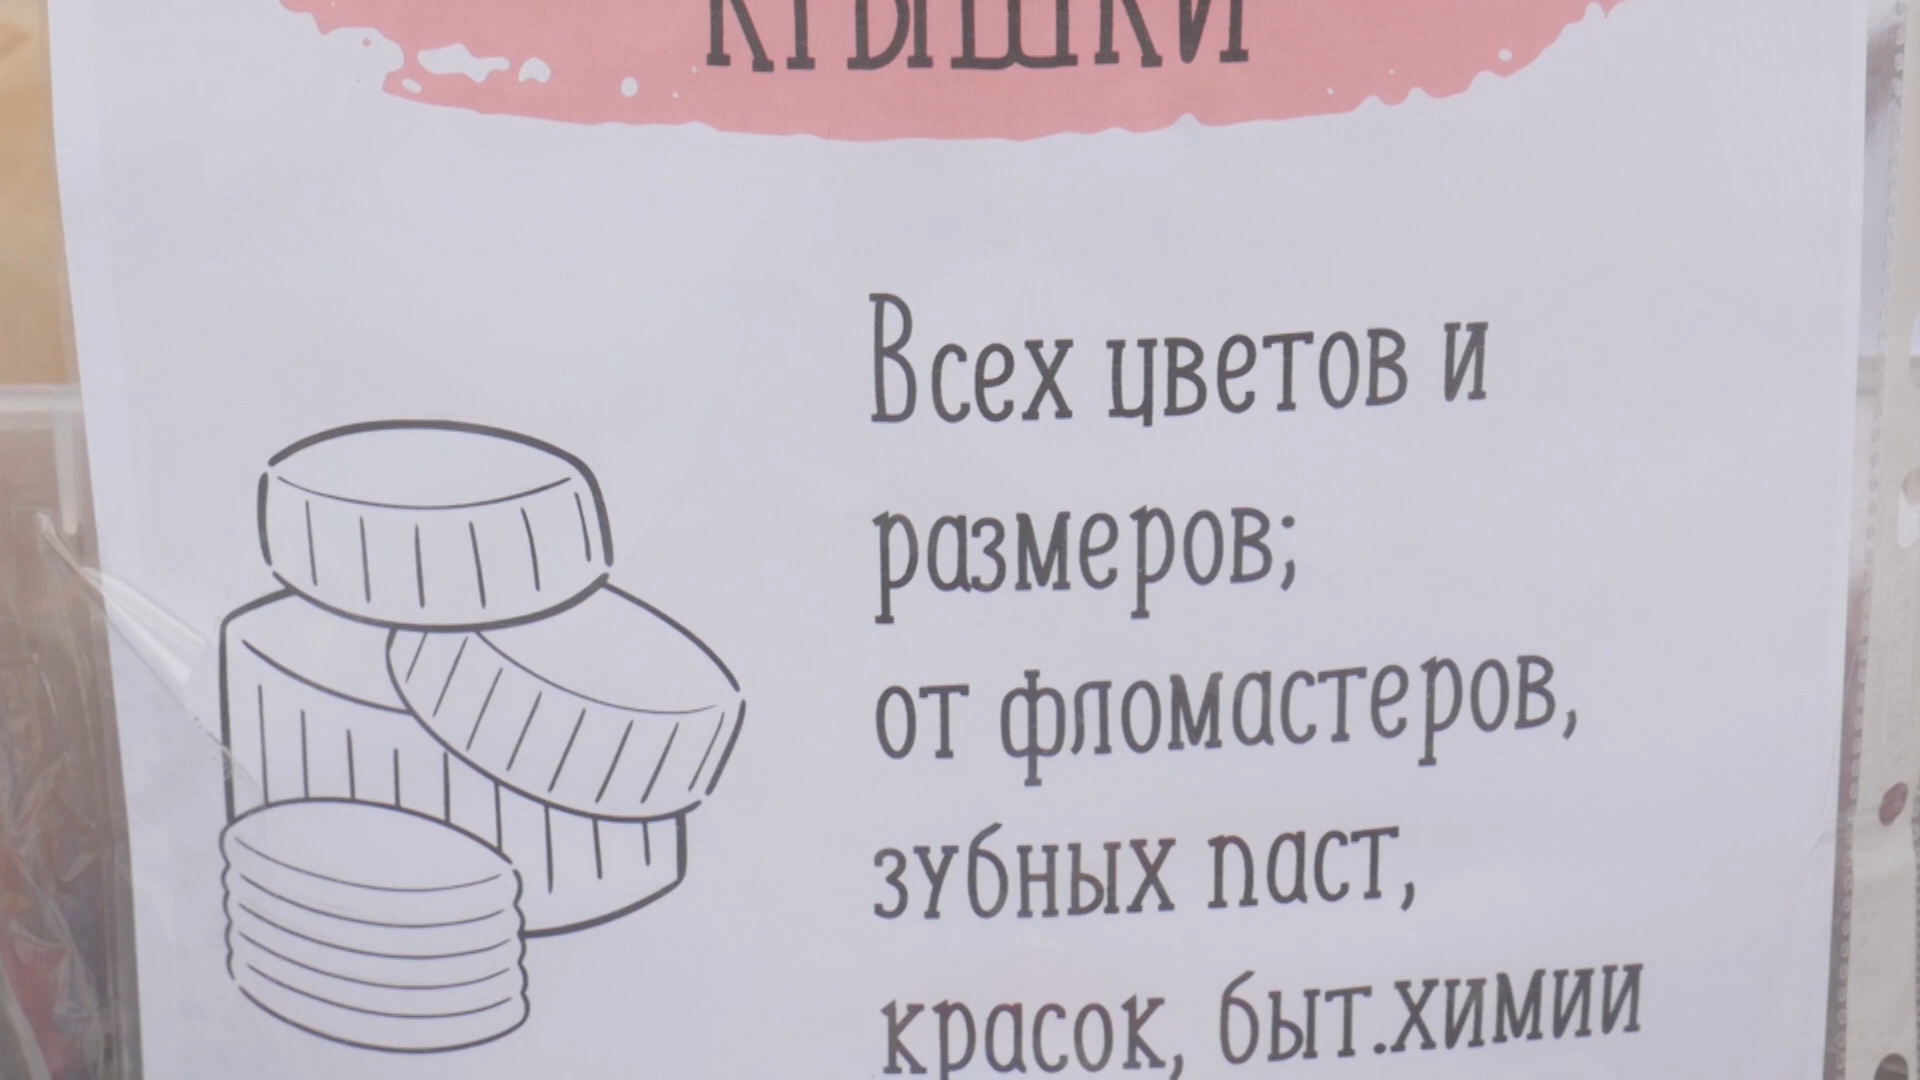 крышки
Всех цветов и
размеров;
от фломастеров,
зубных паст,
красок, быт.химии